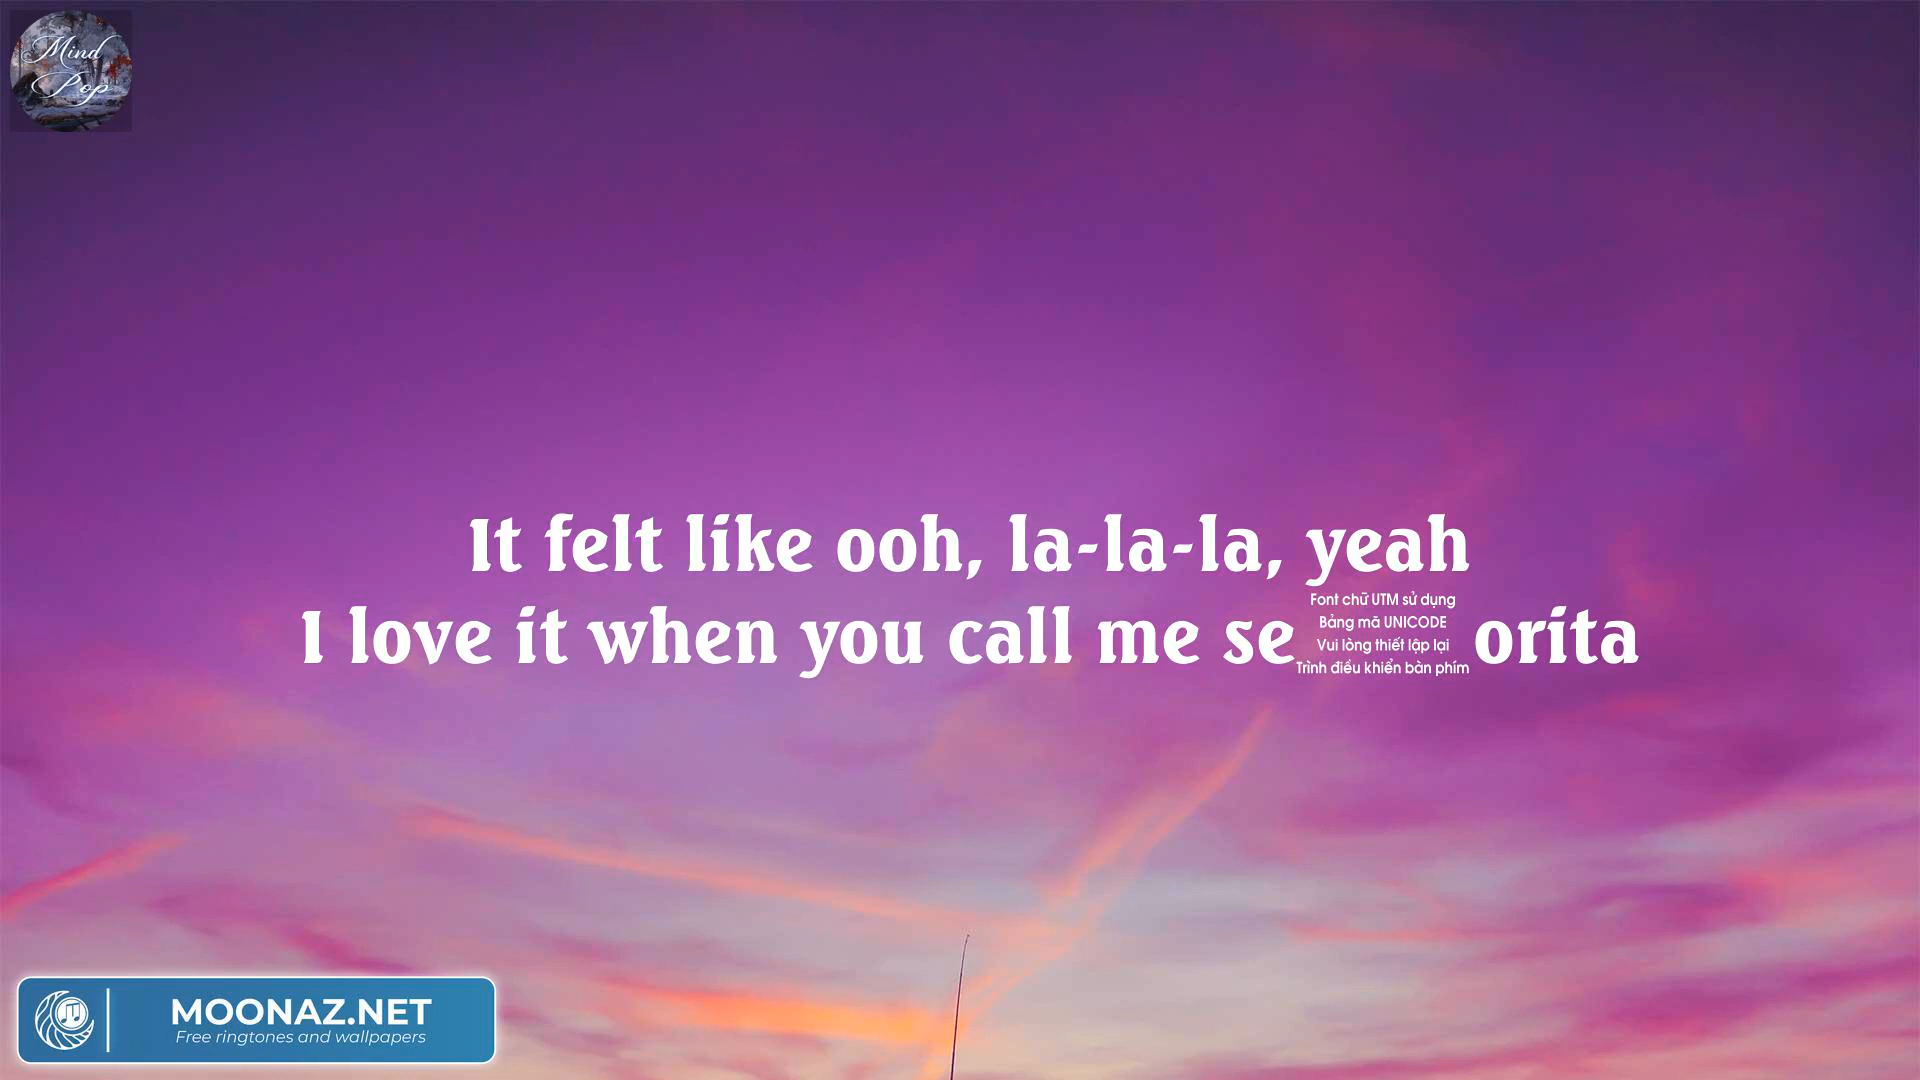 Mind
Pop
It felt like ooh, la-la-la, yeah
I love it when you call me se
Font chữ UTM sử dụng
Bảng mã UNICODE
Vui lòng thiết lập lại
Trình điều khiển bàn phím
orita
MOONAZ.NET
Free ringtones and wallpapers